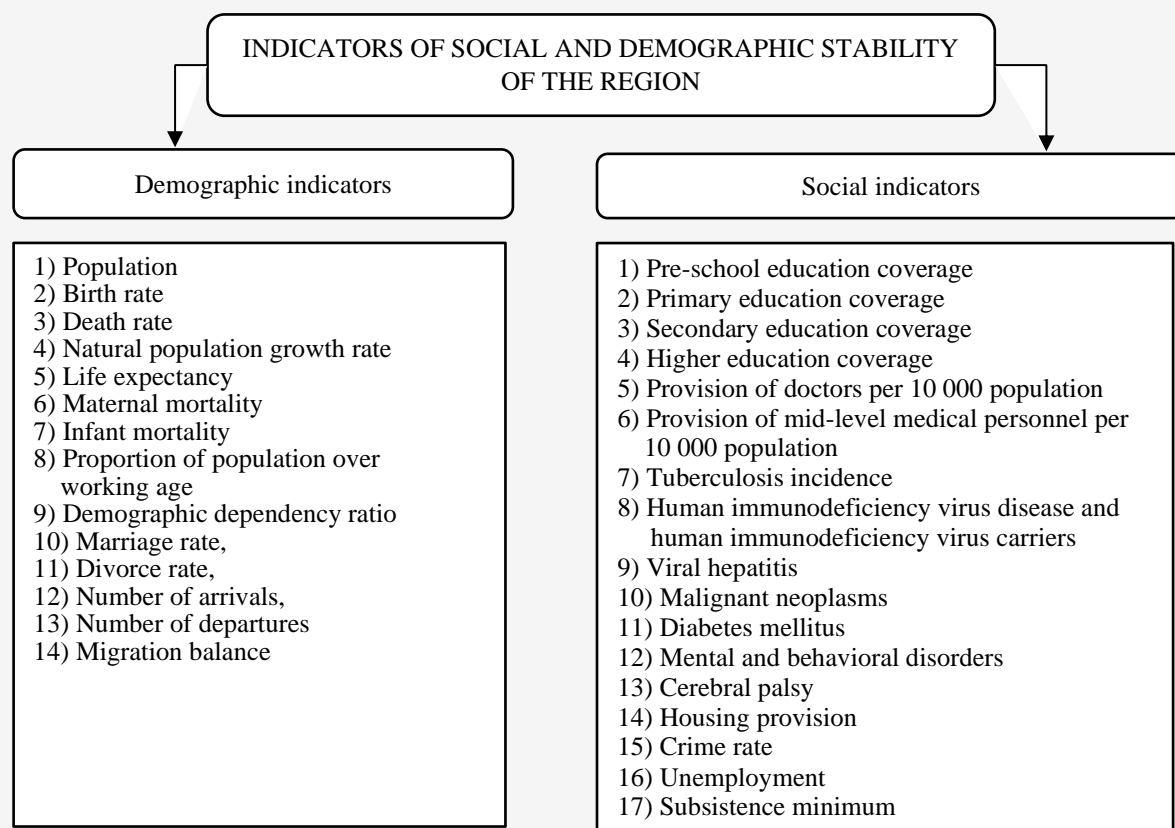 INDICATORS OF SOCIAL AND DEMOGRAPHIC STABILITY
OF THE REGION
Demographic indicators
1) Population
2) Birth rate
3) Death rate
4) Natural population growth rate
5) Life expectancy
6) Maternal mortality
7) Infant mortality
8) Proportion of population over
working age
9) Demographic dependency ratio
10) Marriage rate,
11) Divorce rate,
12) Number of arrivals,
13) Number of departures
14) Migration balance
Social indicators
1) Pre-school education coverage
2) Primary education coverage
3) Secondary education coverage
4) Higher education coverage
5) Provision of doctors per 10 000 population
6) Provision of mid-level medical personnel per
10 000 population
7) Tuberculosis incidence
8) Human immunodeficiency virus disease and
human immunodeficiency virus carriers
9) Viral hepatitis
10) Malignant neoplasms
11) Diabetes mellitus
12) Mental and behavioral disorders
13) Cerebral palsy
14) Housing provision
15) Crime rate
16) Unemployment
17) Subsistence minimum